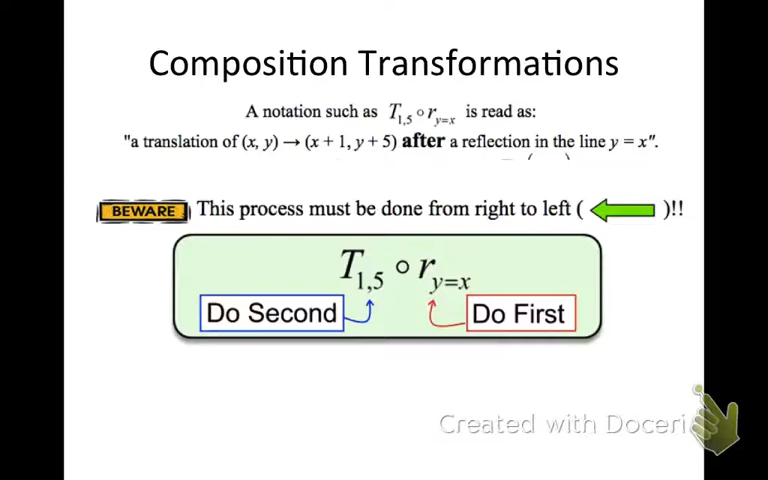 Composition Transformations
A notation such as T1,5 ∘ ry=x is read as:
"a translation of (x, y) → (x + 1, y + 5) after a reflection in the line y = x".
BEWARE This process must be done from right to left ( )!!
T1,5 ∘ ry=x
Do Second Do First
Created with Doceri